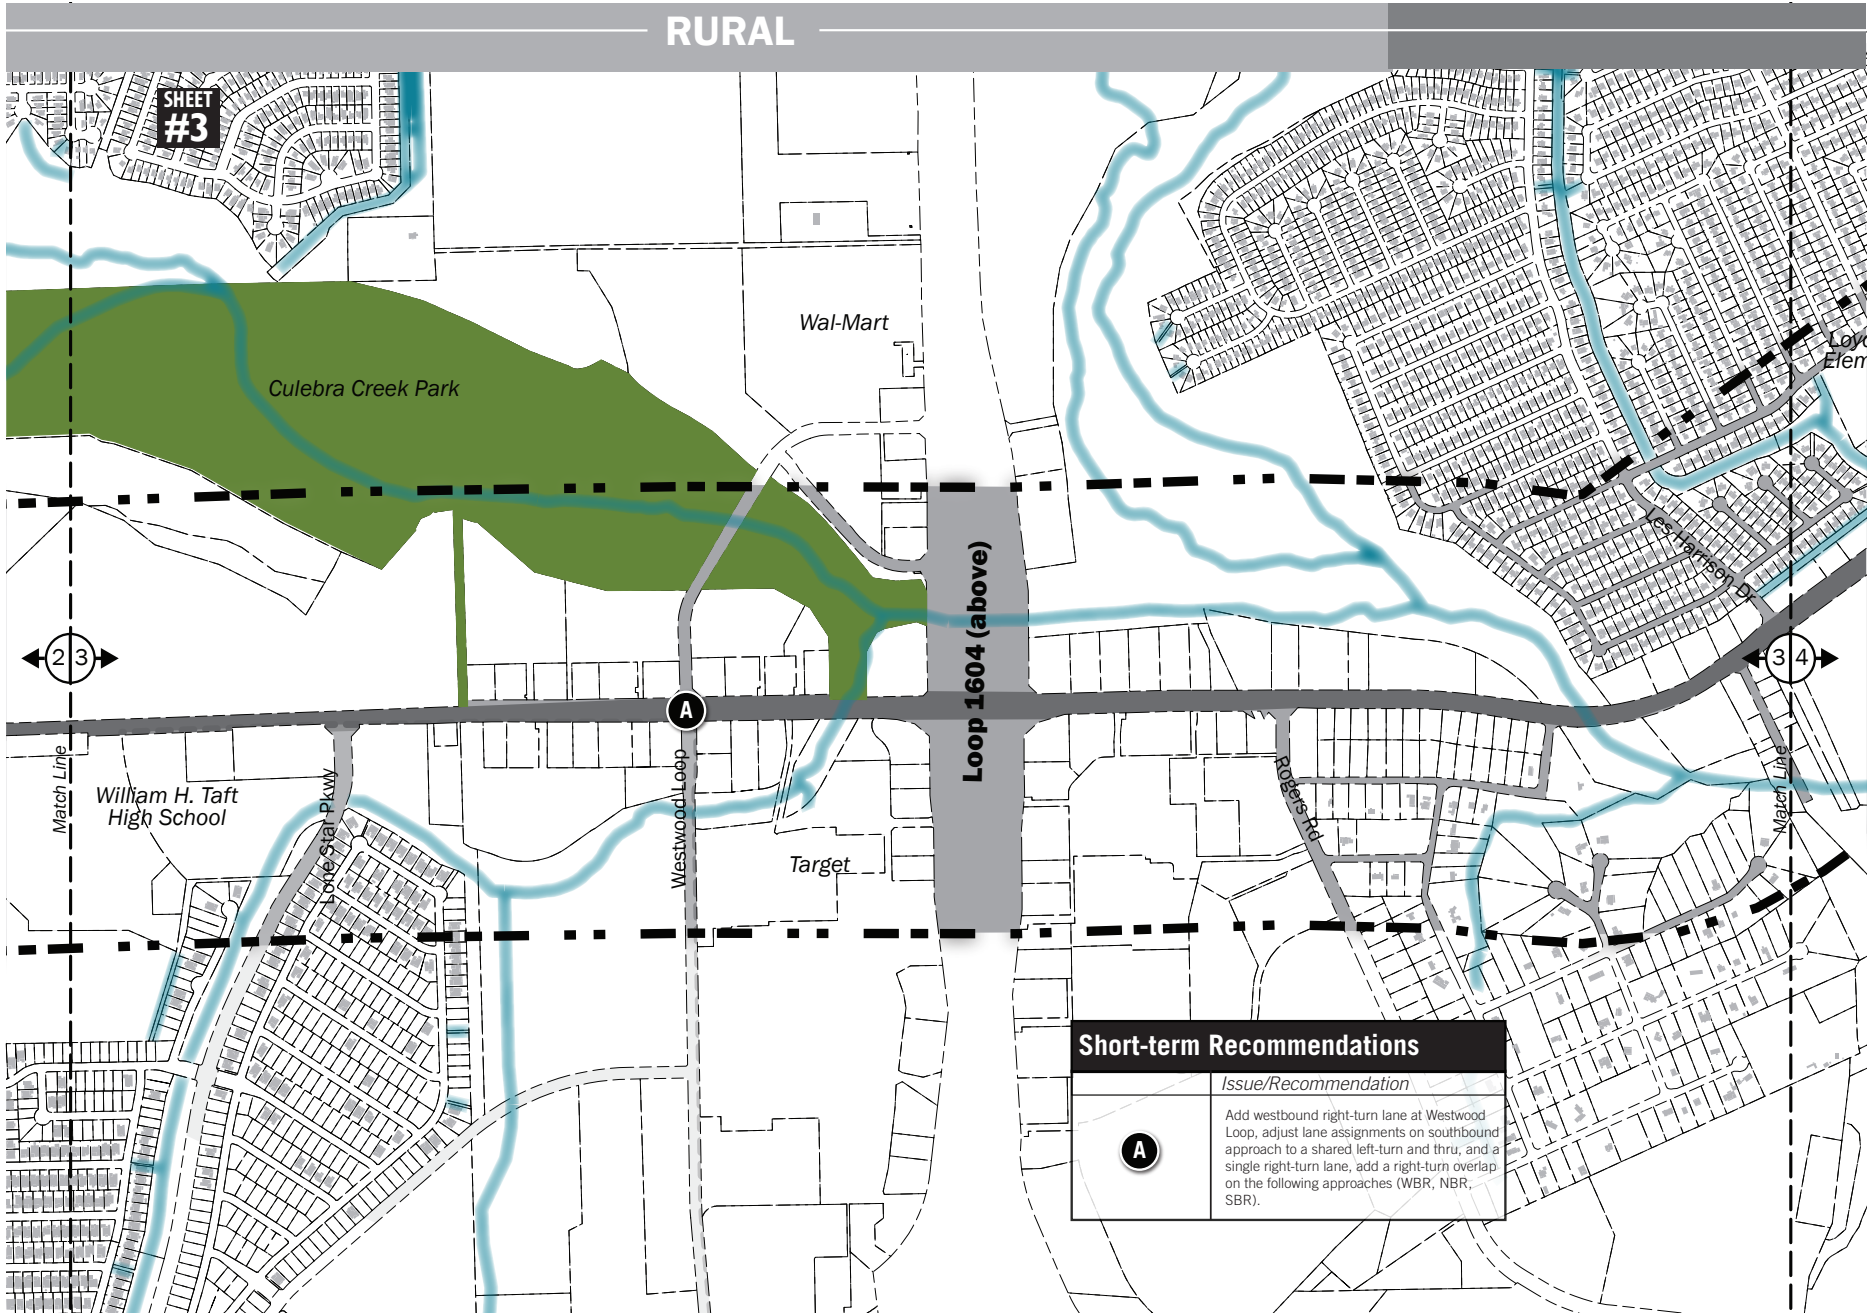 RURAL
SHEET
#3
Wal-Mart
Culebra Creek Park
Les Harrison Dr
Loop 1604 (above)
2 3
3 4
A
Match Line
William H. Taft
High School
Lone Star Pkwy
Westwood Loop
Target
Rogers Rd
Match Line
Short-term Recommendations
Issue/Recommendation
A
Add westbound right-turn lane at Westwood
Loop, adjust lane assignments on southbound
approach to a shared left-turn and thru, and a
single right-turn lane, add a right-turn overlap
on the following approaches (WBR, NBR,
SBR).